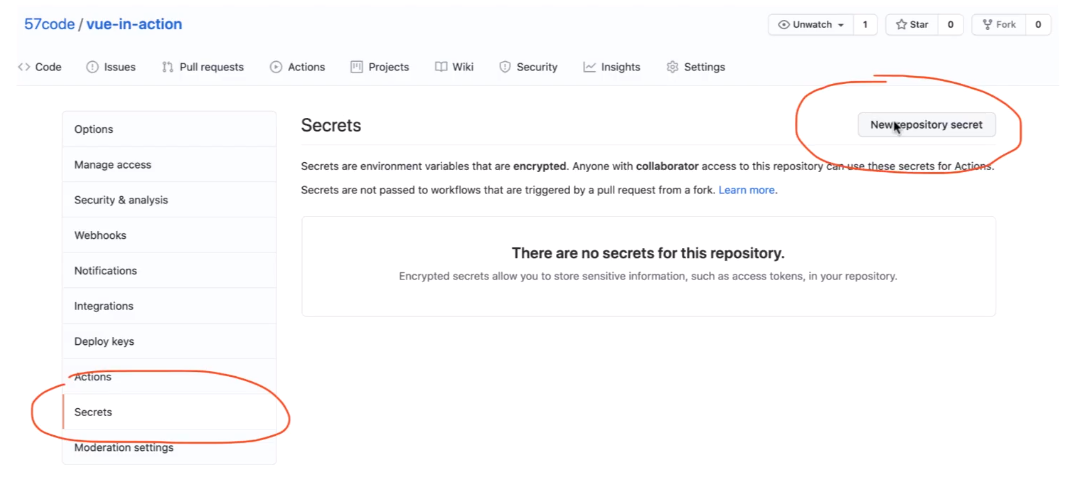 57code / vue-in-action
Unwatch 1 Star 0 Fork 0
Code Issues Pull requests Actions Projects Wiki Security Insights Settings
Options
Manage access
Security & analysis
Webhooks
Notifications
Integrations
Deploy keys
Actions
Secrets
Moderation settings
Secrets
New repository secret
Secrets are environment variables that are encrypted. Anyone with collaborator access to this repository can use these secrets for Actions.
Secrets are not passed to workflows that are triggered by a pull request from a fork. Learn more.
There are no secrets for this repository.
Encrypted secrets allow you to store sensitive information, such as access tokens, in your repository.